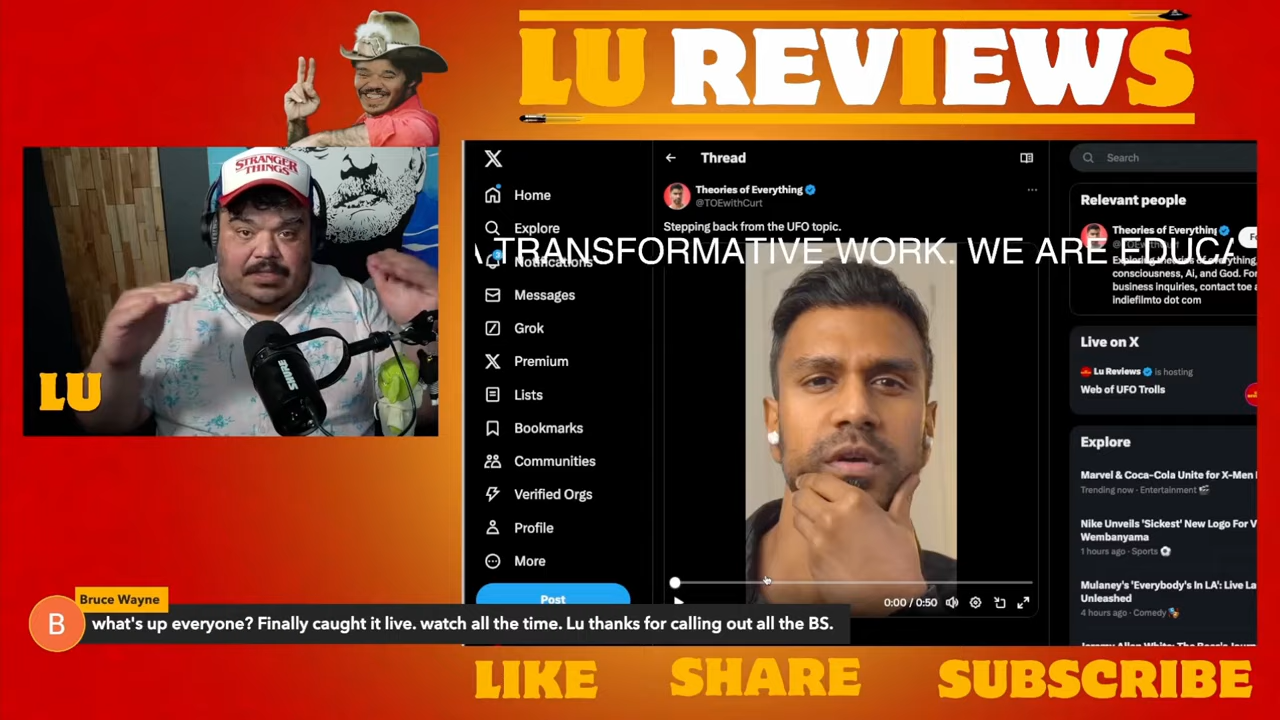 LU REVIEWS
STRANGER THINGS
LU
SHURE
X
Home
Explore
Notifications
Messages
Grok
Premium
Lists
Bookmarks
Communities
Verified Orgs
Profile
More
Post
Thread
Theories of Everything
@TOEwithCurt
Stepping back from the UFO topic.
TRANSFORMATIVE WORK. WE ARE EDUCA
0:00 / 0:50
Search
Relevant people
Theories of Everything
consciousness, Ai, and God. For
business inquiries, contact toe a
indiefilmto dot com
Live on X
Lu Reviews is hosting
Web of UFO Trolls
Explore
Marvel & Coca-Cola Unite for X-Men
Trending now · Entertainment
Nike Unveils 'Sickest' New Logo For V
Wembanyama
1 hours ago · Sports
Mulaney's 'Everybody's In LA': Live La
Unleashed
4 hours ago · Comedy
Bruce Wayne
B
what's up everyone? Finally caught it live. watch all the time. Lu thanks for calling out all the BS.
LIKE SHARE SUBSCRIBE